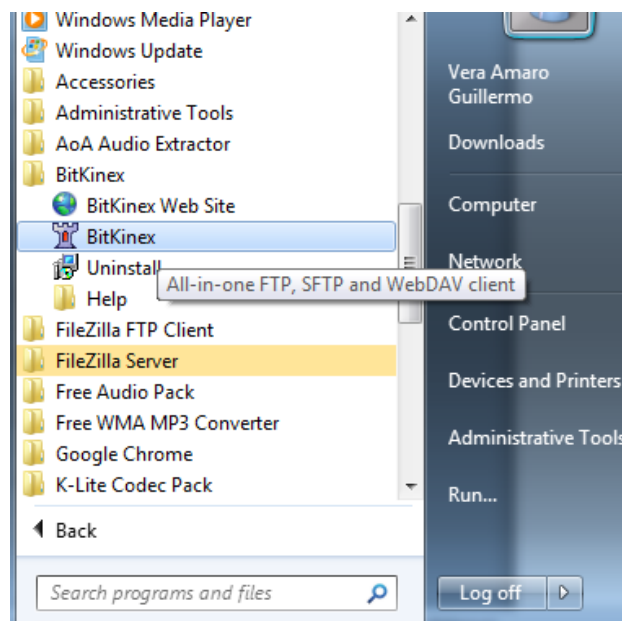 Windows Media Player
Windows Update
Accessories
Administrative Tools
AoA Audio Extractor
BitKinex
BitKinex Web Site
BitKinex
Uninstall
All-in-one FTP, SFTP and WebDAV client
Help
FileZilla FTP Client
FileZilla Server
Free Audio Pack
Free WMA MP3 Converter
Google Chrome
K-Lite Codec Pack
Back
Search programs and files
Vera Amaro
Guillermo
Downloads
Computer
Network
Control Panel
Devices and Printers
Administrative Tools
Run...
Log off